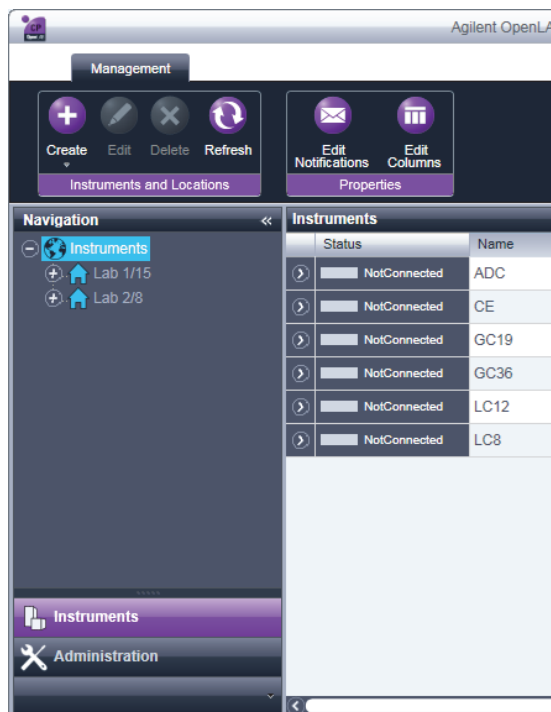 CP
Agilent OpenLA
Management
Create Edit Delete Refresh
Instruments and Locations
Edit Notifications
Edit Columns
Properties
Navigation
Instruments
Lab 1/15
Lab 2/8
Instruments
Administration
Instruments
Status Name
NotConnected ADC
NotConnected CE
NotConnected GC19
NotConnected GC36
NotConnected LC12
NotConnected LC8